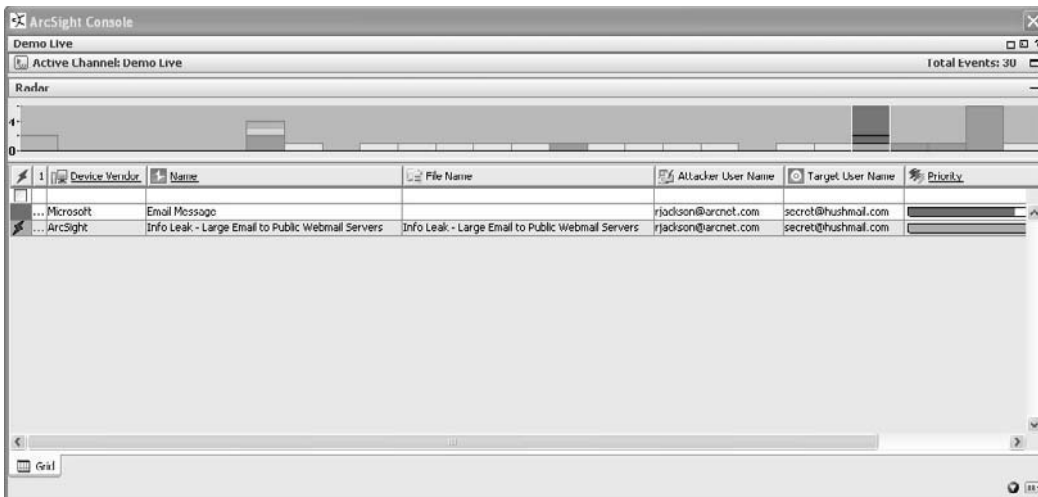 ArcSight Console
Demo Live
Active Channel: Demo Live Total Events: 30
Radar
4
0
1 Device Vendor Name File Name Attacker User Name Target User Name Priority
... Microsoft Email Message rjackson@arcnet.com secret@hushmail.com
... ArcSight Info Leak - Large Email to Public Webmail Servers Info Leak - Large Email to Public Webmail Servers rjackson@arcnet.com secret@hushmail.com
Grid